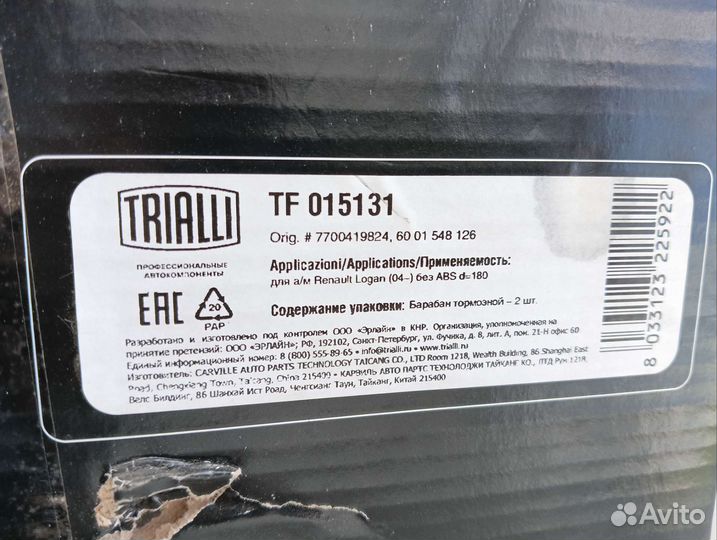 TRIALLI
ПРОФЕССИОНАЛЬНЫЕ
АВТОКОМПОНЕНТЫ
EAC
20
PAP
TF 015131
Orig. # 7700419824, 60 01 548 126
Applicazioni/Applications/Применяемость:
для а/м Renault Logan (04–) без ABS d=180
Содержание упаковки: Барабан тормозной – 2 шт.
Разработано и изготовлено под контролем ООО «Эрлайн» в КНР. Организация, уполномоченная на
принятие претензий: ООО «ЭРЛАЙН»; РФ, 192102, Санкт-Петербург, ул. Фучика, д. 8, лит. А, пом. 21-Н офис 60
Единый информационный номер: 8 (800) 555-89-65 • info@trialli.ru • www.trialli.ru
Изготовитель: CARVILLE AUTO PARTS TECHNOLOGY TAICANG CO., LTD Room 1218, Wealth Building, 86 Shanghai East
Road, Chengxiang Town, Taicang, China 215400 • КАРВИЛЬ АВТО ПАРТС ТЕХНОЛОДЖИ ТАЙКАНГ КО., ЛТД Рум 1218,
Велс Билдинг, 86 Шанхай Ист Роад, Ченгсианг Таун, Тайканг, Китай 215400
8 033123 225922
Avito